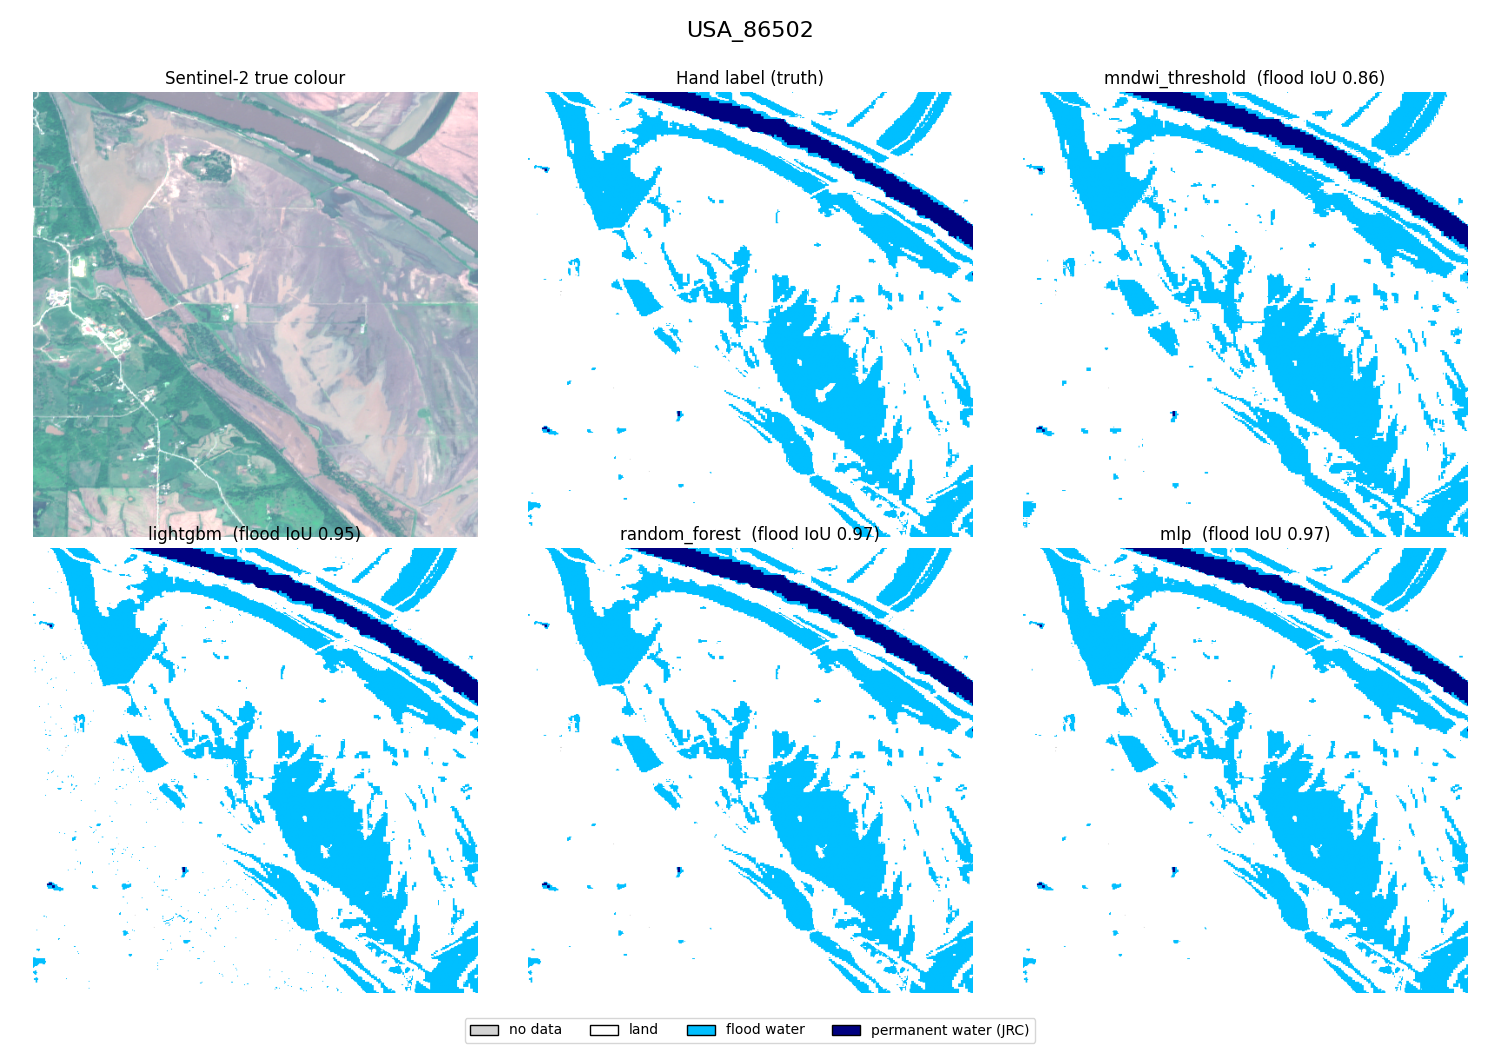 USA_86502
Sentinel-2 true colour
Hand label (truth)
mndwi_threshold (flood IoU 0.86)
lightgbm (flood IoU 0.95)
random_forest (flood IoU 0.97)
mlp (flood IoU 0.97)
no data
land
flood water
permanent water (JRC)